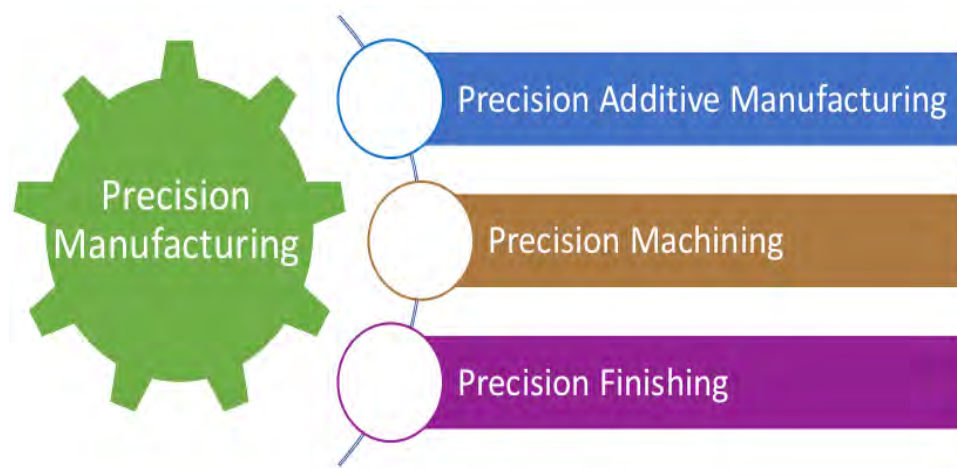 Precision
Manufacturing
Precision Additive Manufacturing
Precision Machining
Precision Finishing